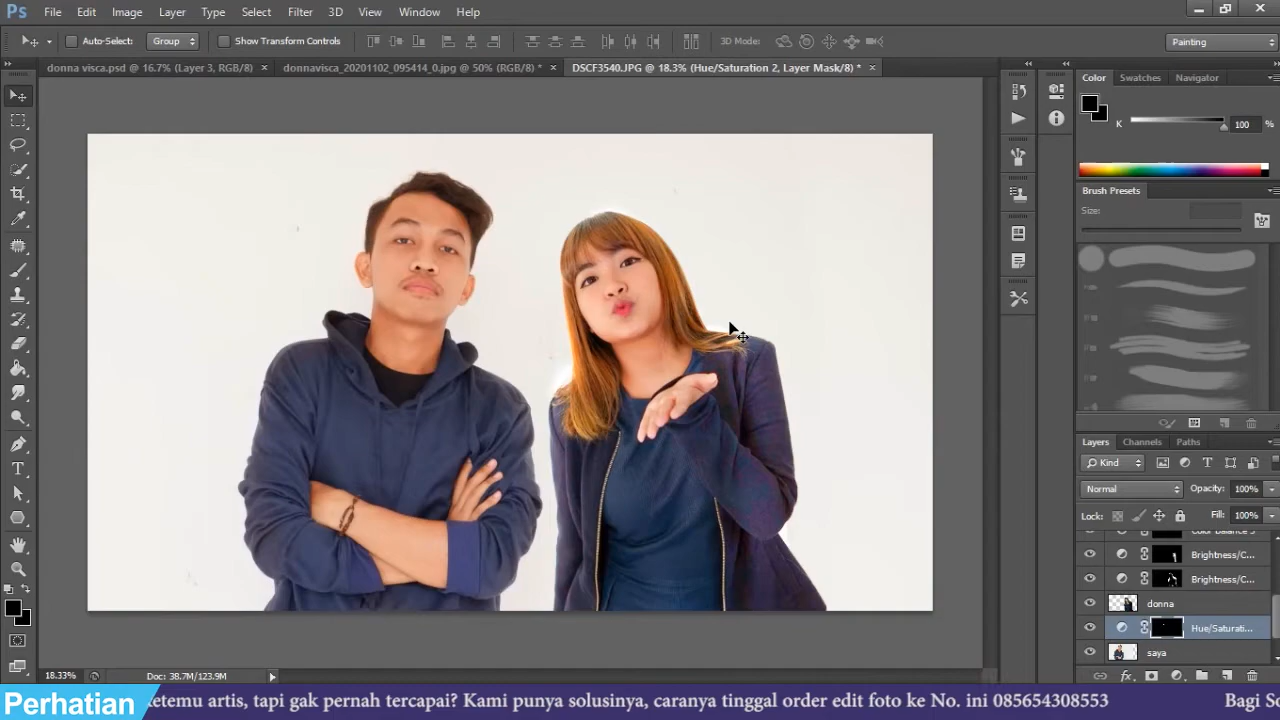 Ps File Edit Image Layer Type Select Filter 3D View Window Help
Auto-Select: Group Show Transform Controls 3D Mode: Painting
donna visca.psd @ 16.7% (Layer 3, RGB/8) × donnavisca_20201102_095414_0.jpg @ 50% (RGB/8) * × DSCF3540.JPG @ 18.3% (Hue/Saturation 2, Layer Mask/8) * ×
Color Swatches Navigator
K 100 %
Brush Presets
Size:
Layers Channels Paths
Kind
Normal Opacity: 100%
Lock: Fill: 100%
Color Balance 3
Brightness/C...
Brightness/C...
donna
Hue/Saturati...
saya
18.33% Doc: 38.7M/123.9M
Perhatian ketemu artis, tapi gak pernah tercapai? Kami punya solusinya, caranya tinggal order edit foto ke No. ini 085654308553 Bagi So